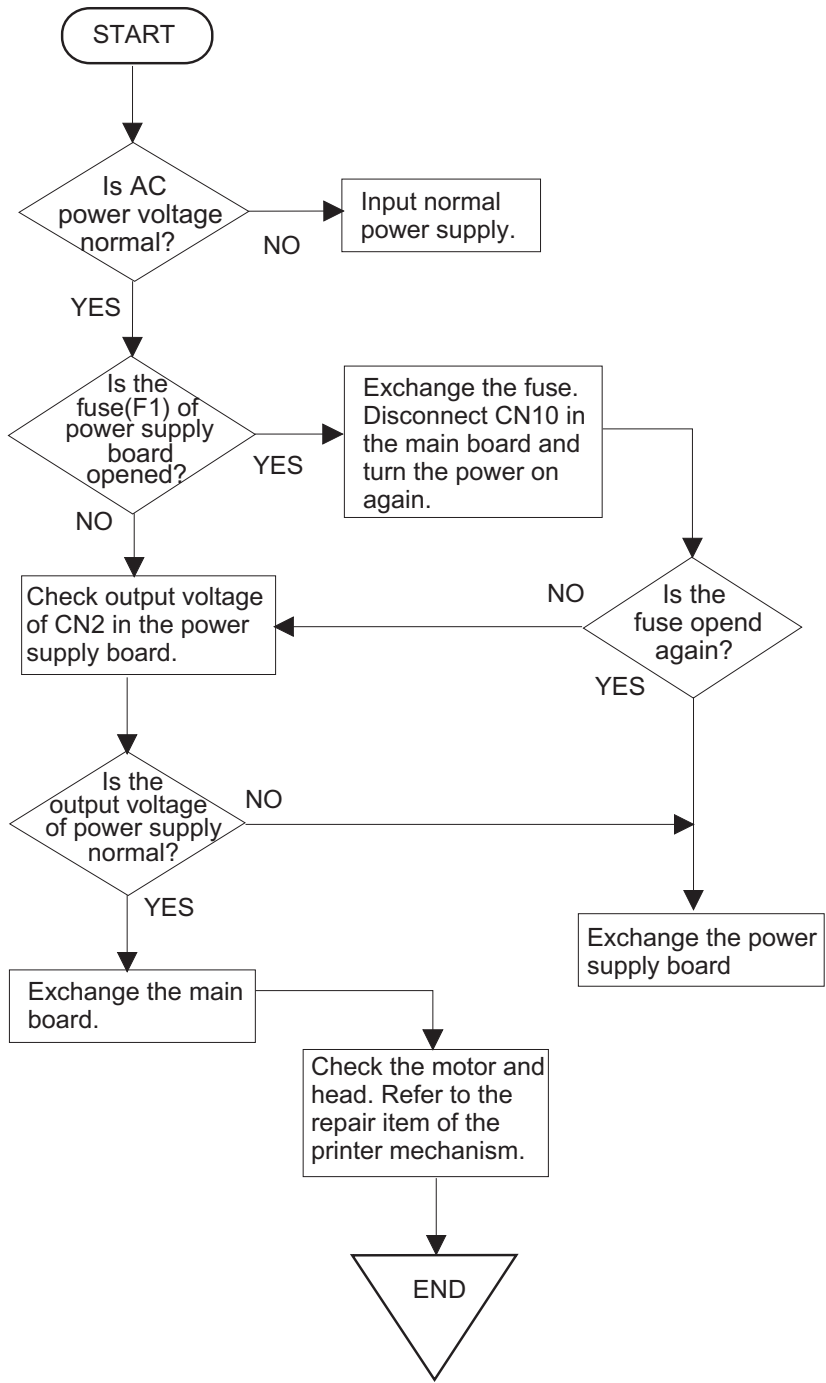 START
Is AC
power voltage
normal?
NO
Input normal
power supply.
YES
Is the
fuse(F1) of
power supply
board
opened?
YES
Exchange the fuse.
Disconnect CN10 in
the main board and
turn the power on
again.
NO
Check output voltage
of CN2 in the power
supply board.
NO
Is the
fuse opend
again?
YES
Is the
output voltage
of power supply
normal?
NO
YES
Exchange the power
supply board
Exchange the main
board.
Check the motor and
head. Refer to the
repair item of the
printer mechanism.
END